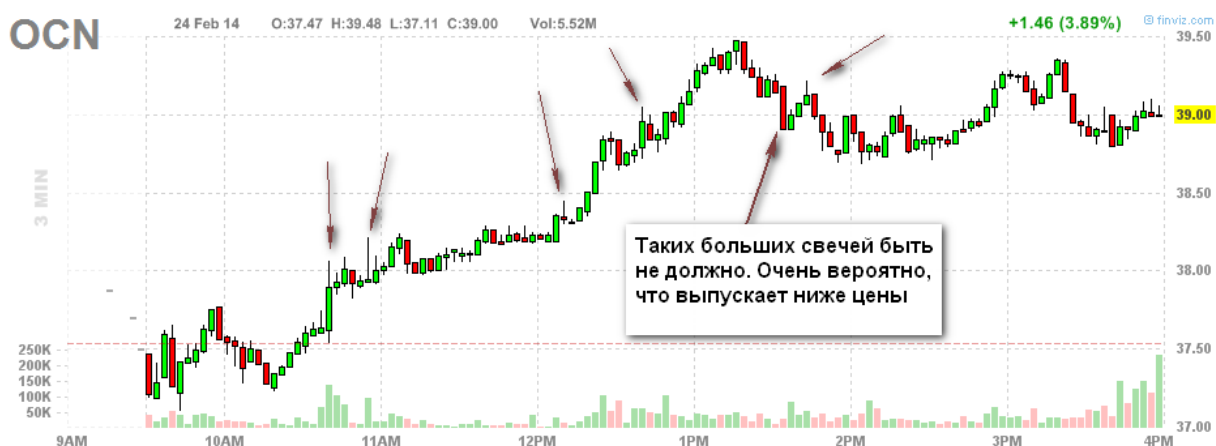 OCN
24 Feb 14 O:37.47 H:39.48 L:37.11 C:39.00 Vol:5.52M
+1.46 (3.89%)
© finviz.com
39.50
39.00
38.50
38.00
37.50
37.00
3 MIN
Таких больших свечей быть
не должно. Очень вероятно,
что выпускает ниже цены
250K
200K
150K
100K
50K
9AM 10AM 11AM 12PM 1PM 2PM 3PM 4PM